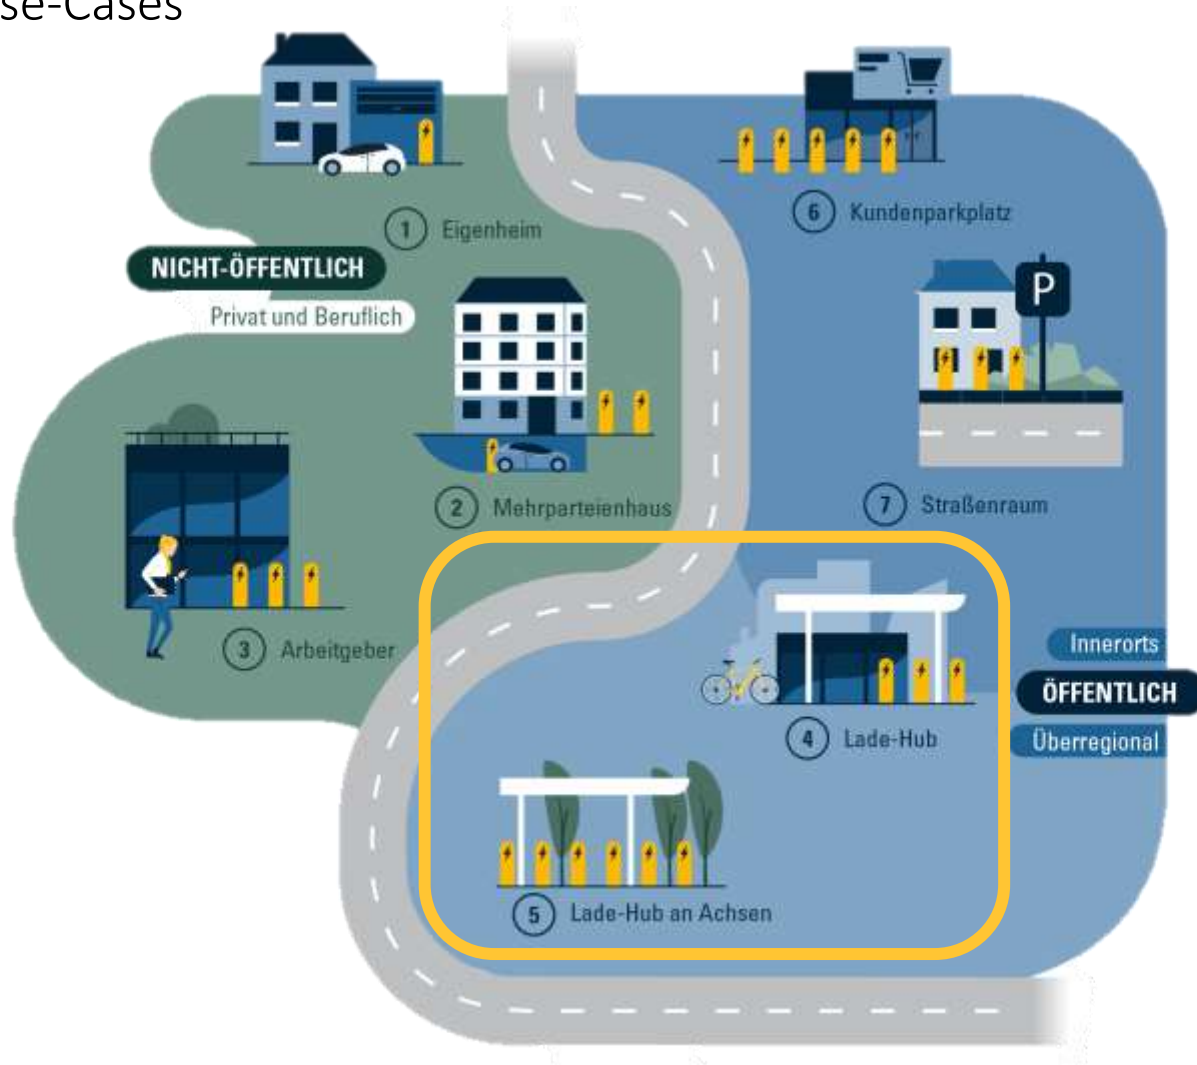 se-Cases
1 Eigenheim
6 Kundenparkplatz
NICHT-ÖFFENTLICH
Privat und Beruflich
P
2 Mehrparteienhaus
7 Straßenraum
3 Arbeitgeber
Innerorts
ÖFFENTLICH
Überregional
4 Lade-Hub
5 Lade-Hub an Achsen